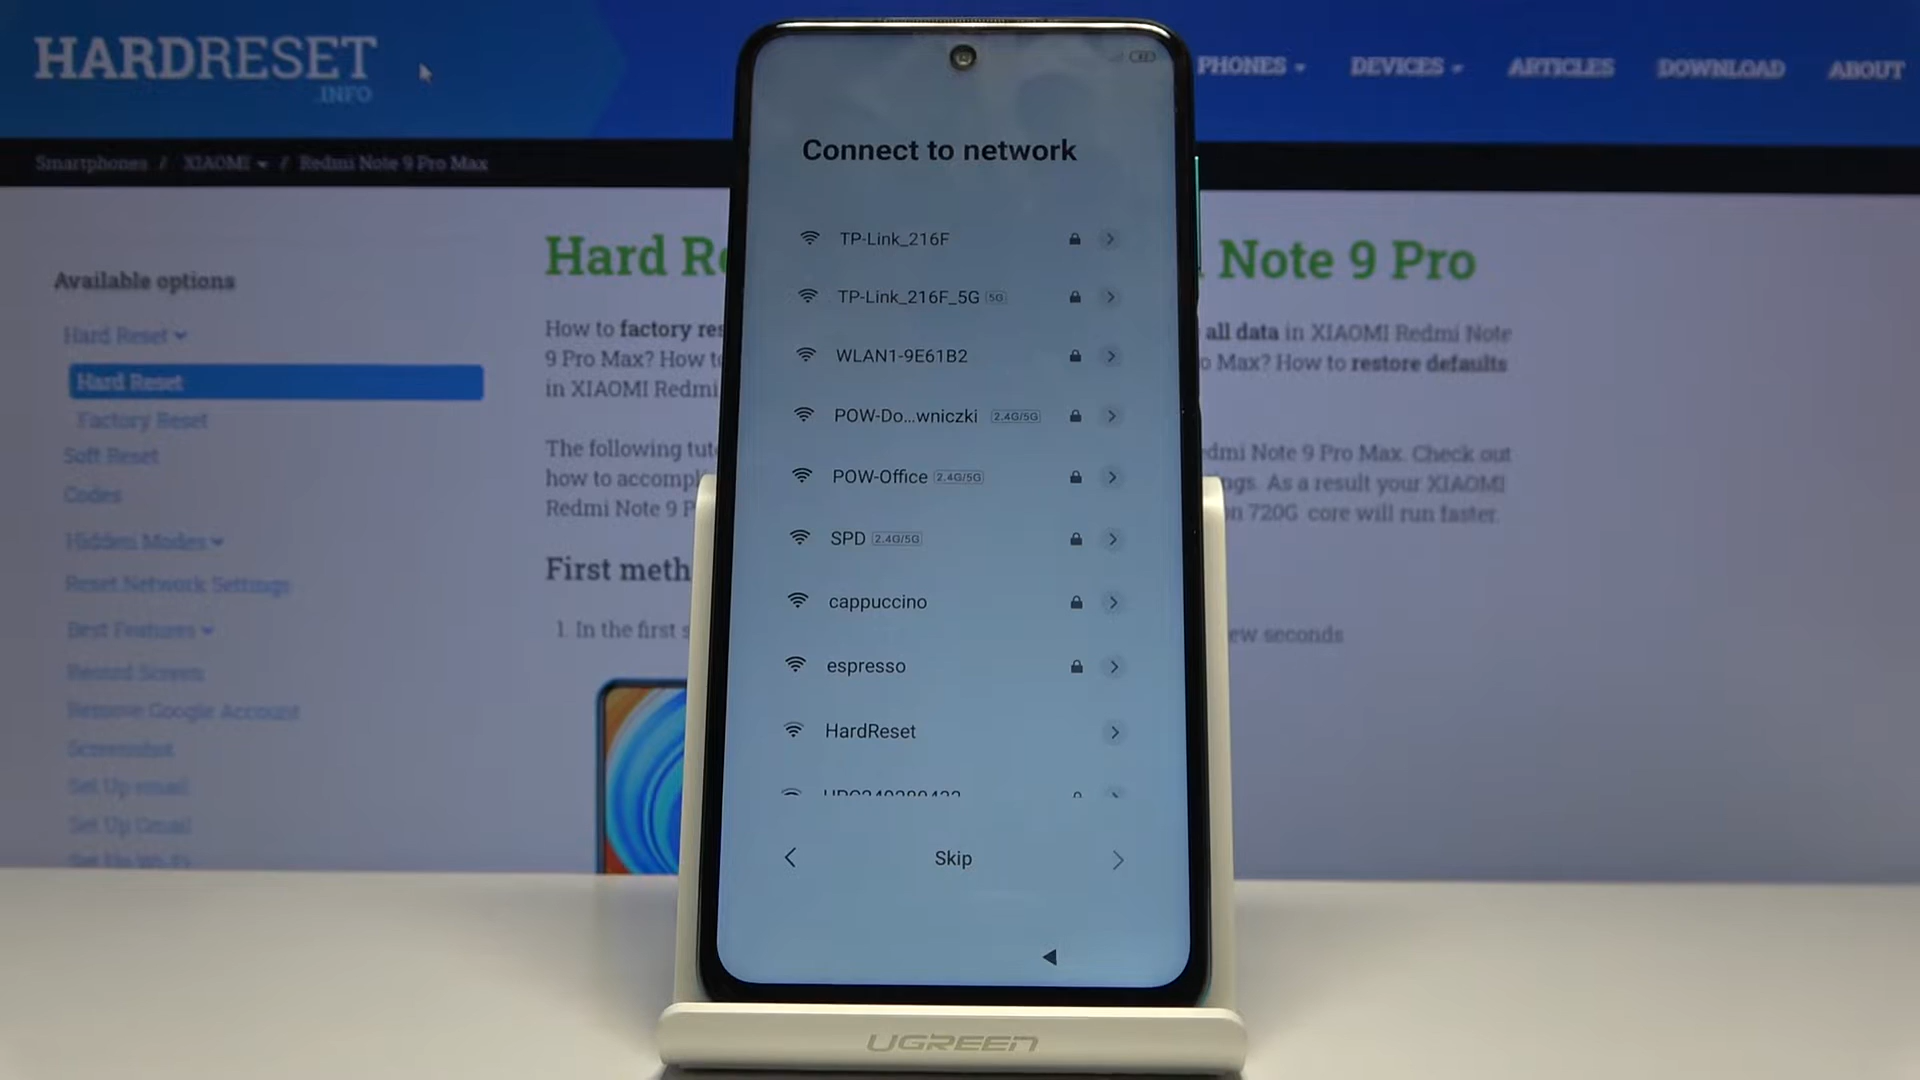 HARDRESET
.INFO
PHONES
DEVICES
ARTICLES
DOWNLOAD
ABOUT
Smartphones / XIAOMI / Redmi Note 9 Pro Max
Available options
Hard Reset
Hard Reset
Factory Reset
Soft Reset
Codes
Hidden Modes
Reset Network Settings
Best Features
Record Screen
Remove Google Account
Screenshot
Set Up email
Set Up Gmail
Set Up Wi-Fi
Hard Re
Note 9 Pro
How to factory res
all data in XIAOMI Redmi Note
9 Pro Max? How t
o Max? How to restore defaults
in XIAOMI Redmi
The following tut
edmi Note 9 Pro Max. Check out
how to accompl
ngs. As a result your XIAOMI
Redmi Note 9 P
on 720G core will run faster.
First meth
1. In the first s
ew seconds
Connect to network
TP-Link_216F
TP-Link_216F_5G 5G
WLAN1-9E61B2
POW-Do...wniczki 2.4G/5G
POW-Office 2.4G/5G
SPD 2.4G/5G
cappuccino
espresso
HardReset
Skip
UGREEN